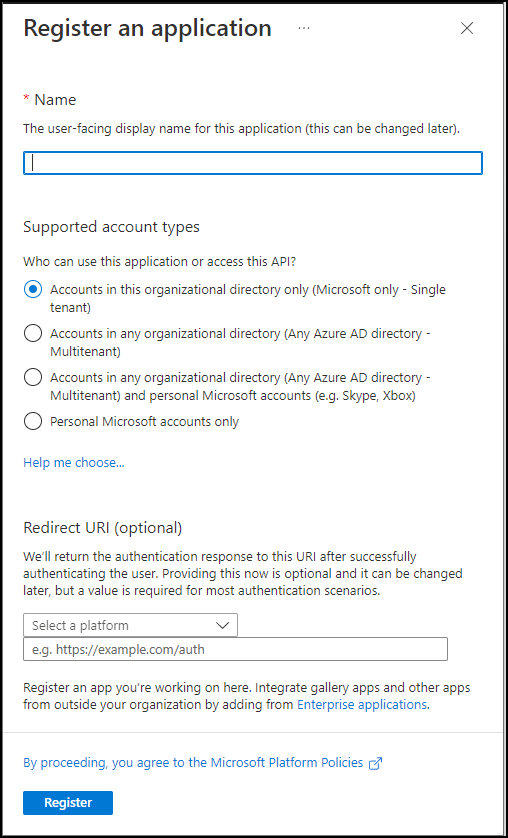 Register an application ...
* Name
The user-facing display name for this application (this can be changed later).
Supported account types
Who can use this application or access this API?
Accounts in this organizational directory only (Microsoft only - Single
tenant)
Accounts in any organizational directory (Any Azure AD directory -
Multitenant)
Accounts in any organizational directory (Any Azure AD directory -
Multitenant) and personal Microsoft accounts (e.g. Skype, Xbox)
Personal Microsoft accounts only
Help me choose...
Redirect URI (optional)
We'll return the authentication response to this URI after successfully
authenticating the user. Providing this now is optional and it can be changed
later, but a value is required for most authentication scenarios.
Select a platform
e.g. https://example.com/auth
Register an app you're working on here. Integrate gallery apps and other apps
from outside your organization by adding from Enterprise applications.
By proceeding, you agree to the Microsoft Platform Policies
Register